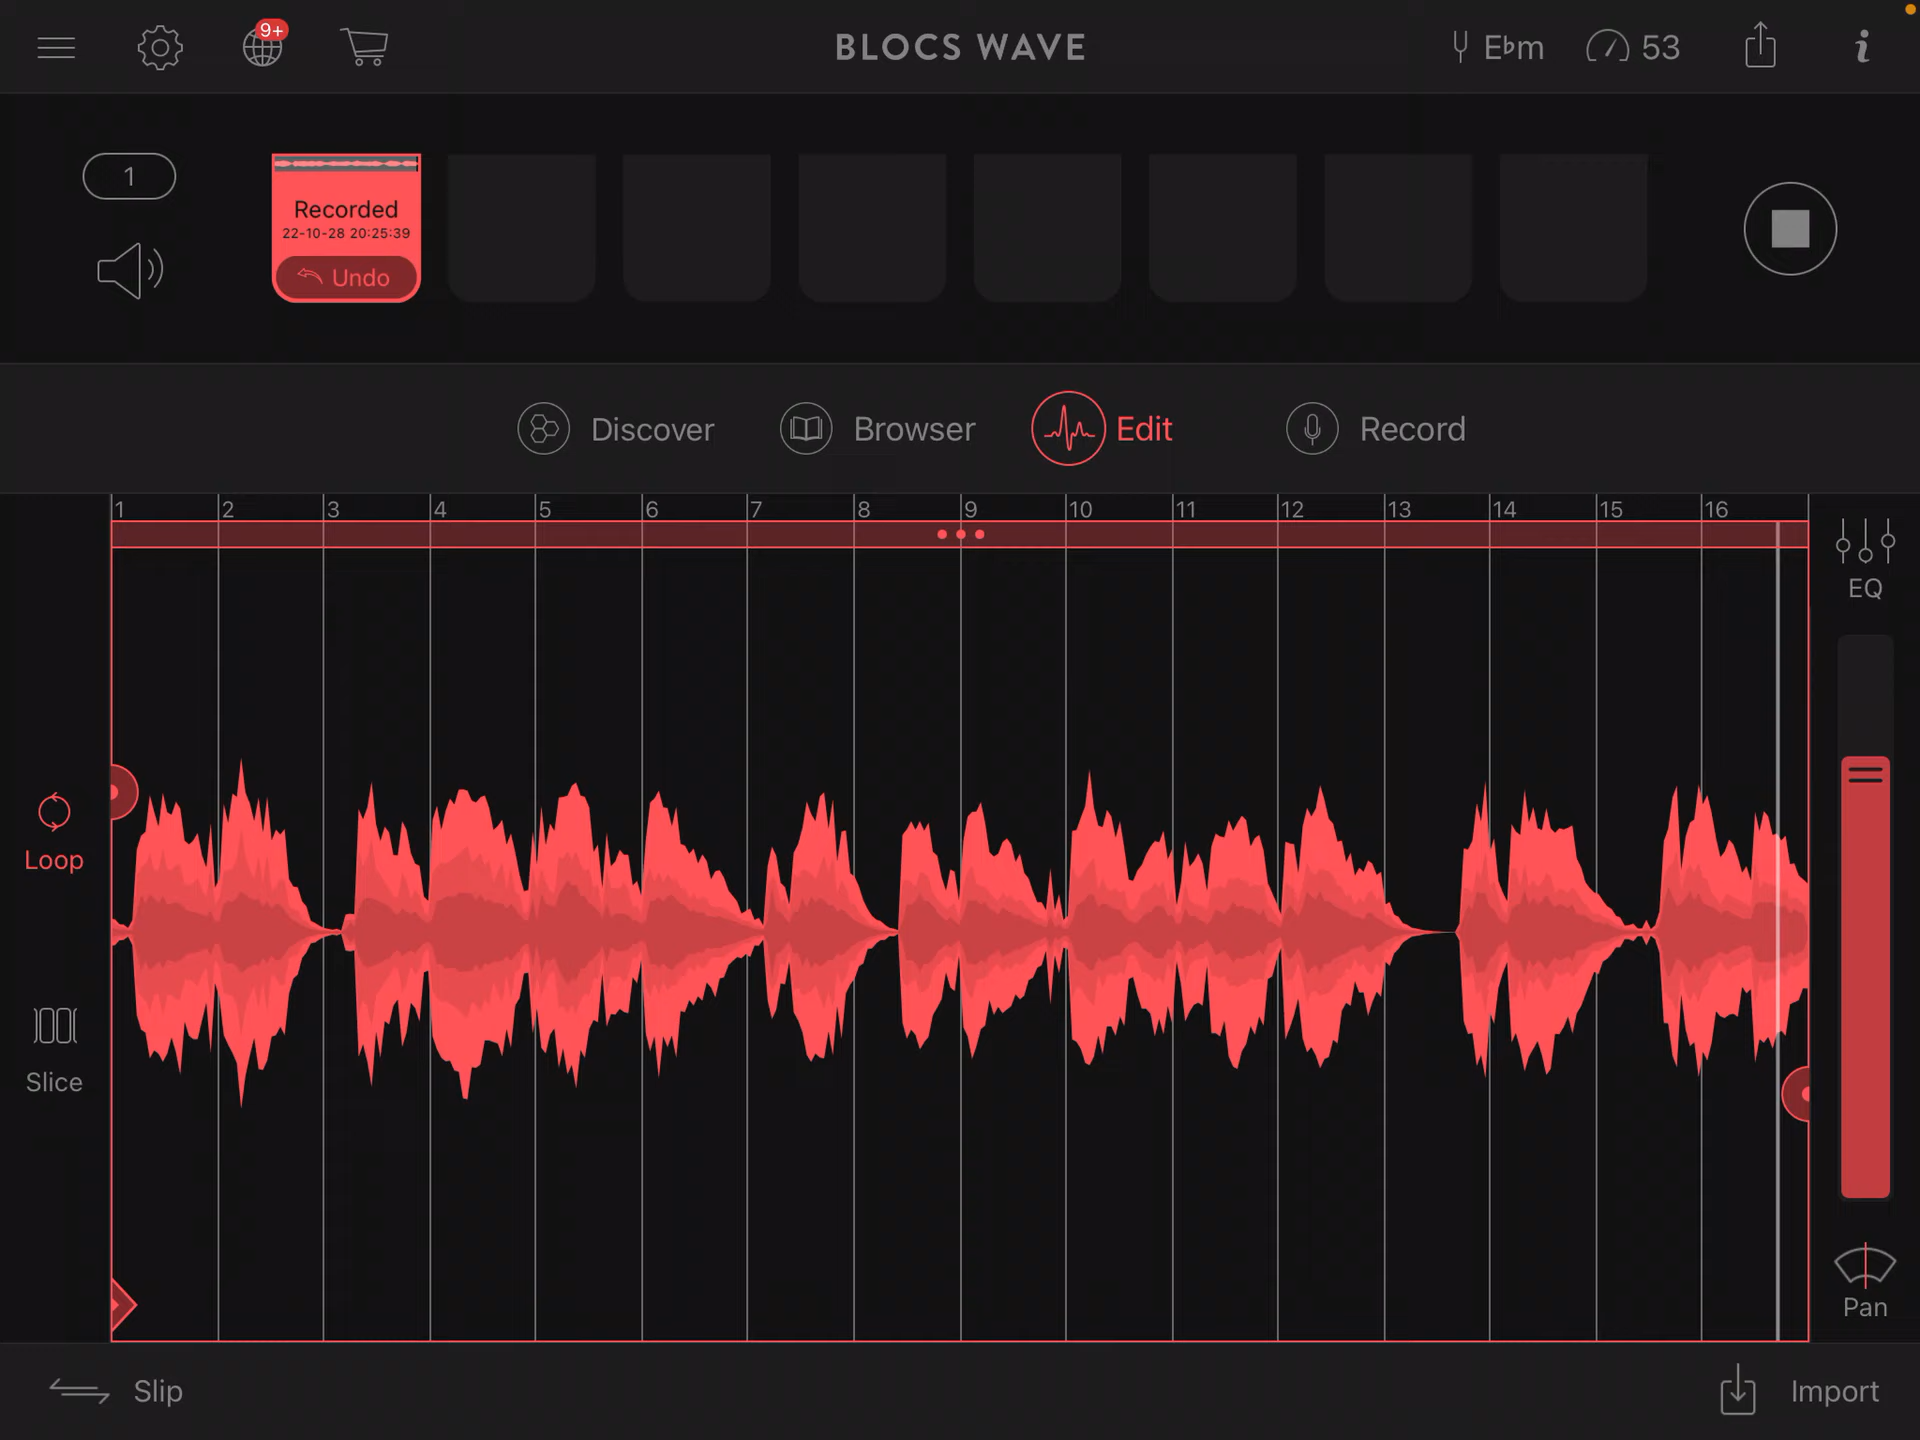 9+
BLOCS WAVE
E♭m
53
1
Recorded
22-10-28 20:25:39
Undo
Discover
Browser
Edit
Record
1 2 3 4 5 6 7 8 9 10 11 12 13 14 15 16
EQ
Loop
Slice
Pan
Slip
Import